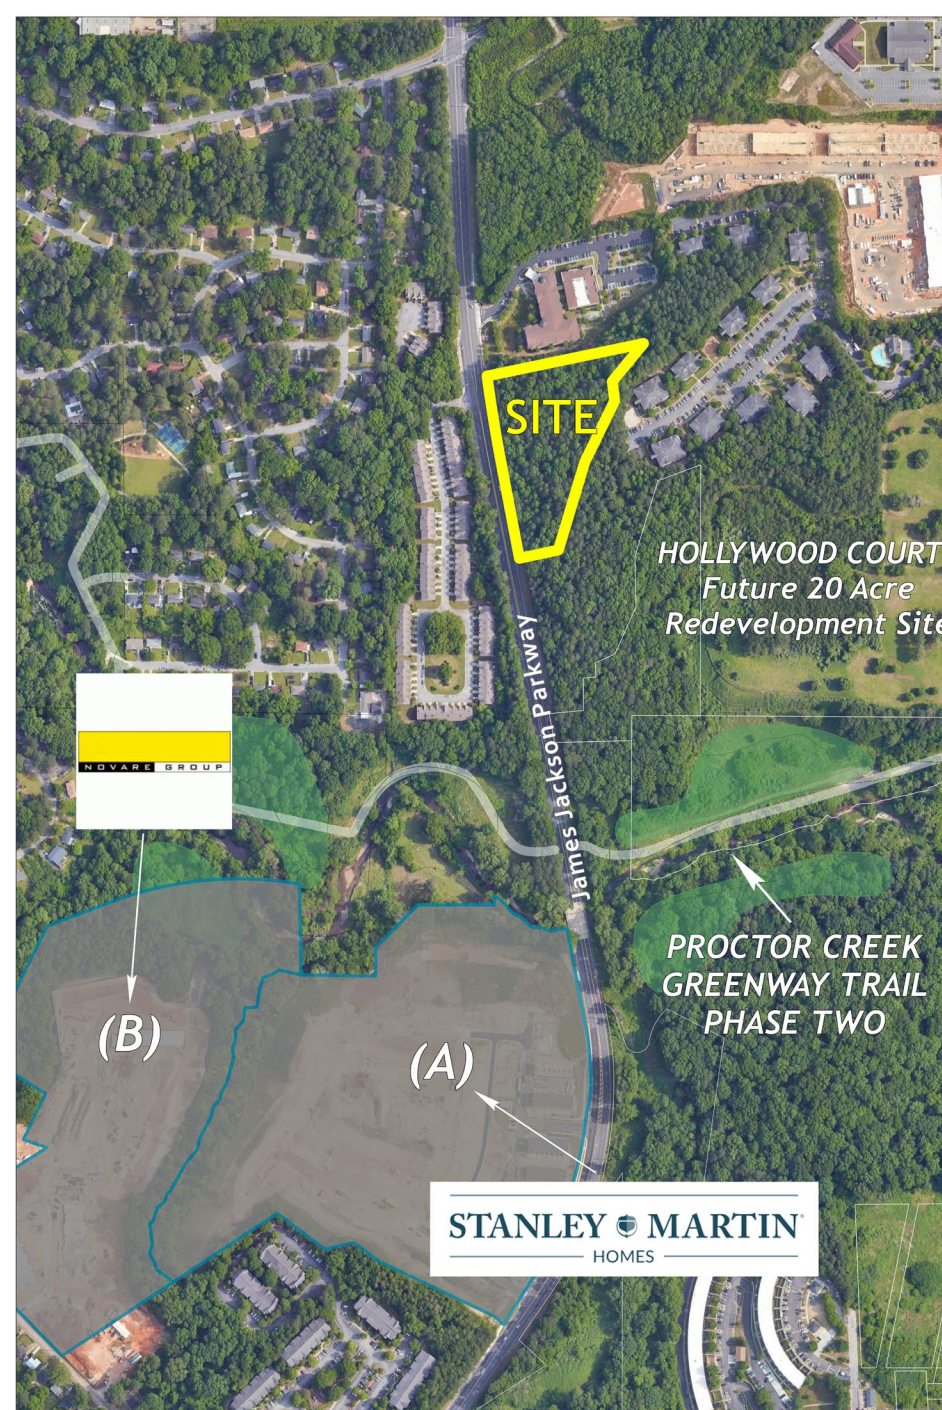 SITE
HOLLYWOOD COURT
Future 20 Acre
Redevelopment Site
James Jackson Parkway
NOVARE GROUP
PROCTOR CREEK
GREENWAY TRAIL
PHASE TWO
(B)
(A)
STANLEY MARTIN
HOMES